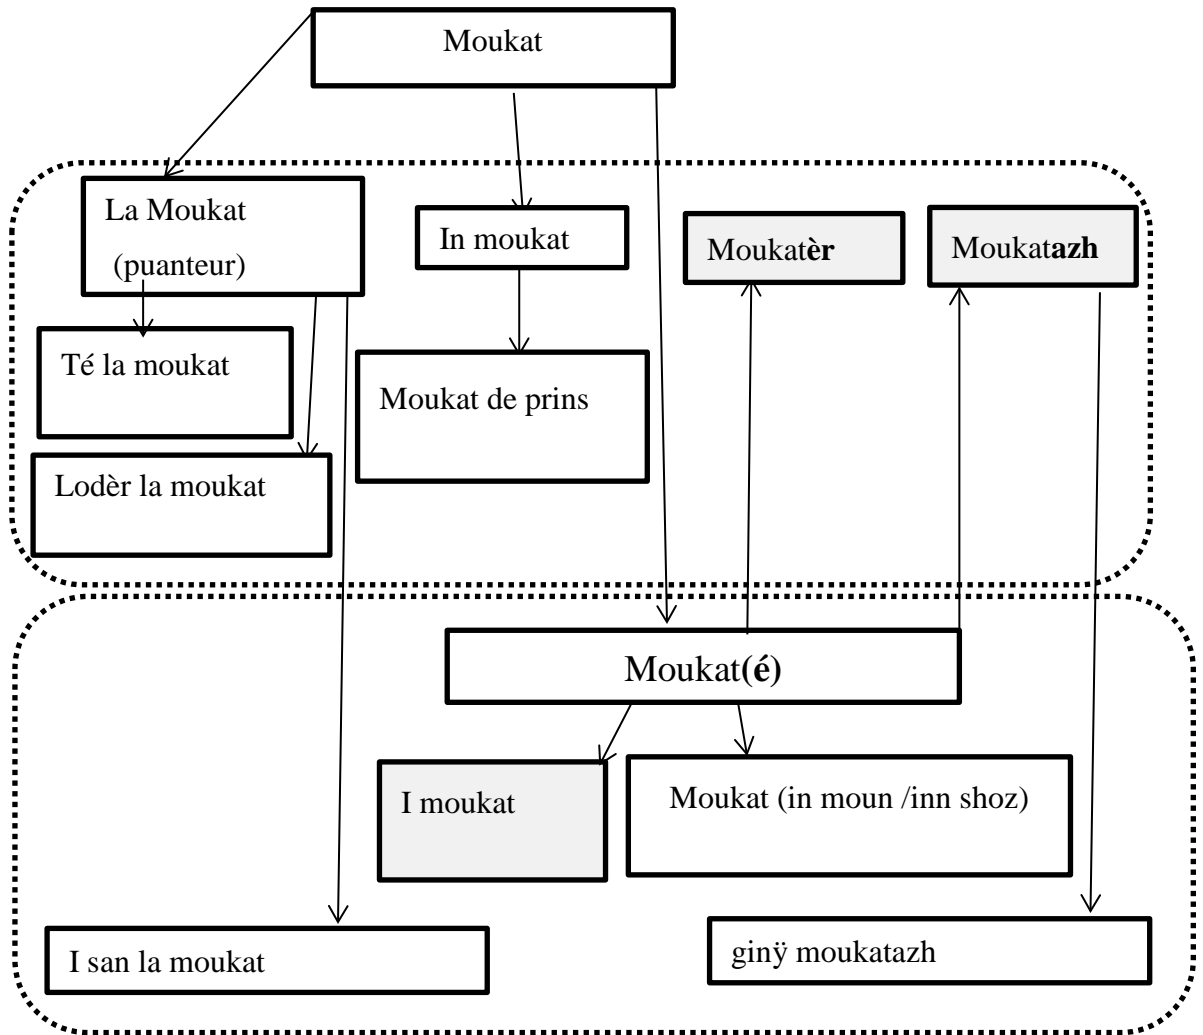 Moukat
La Moukat
(puanteur)
In moukat
Moukatèr
Moukatazh
Té la moukat
Moukat de prins
Lodèr la moukat
Moukat(é)
I moukat
Moukat (in moun /inn shoz)
I san la moukat
ginÿ moukatazh